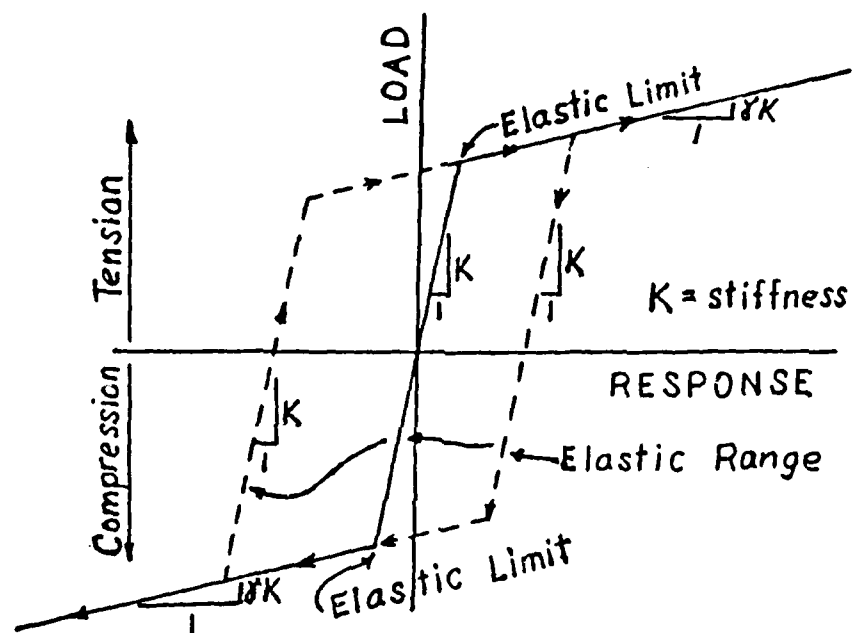 LOAD
Elastic Limit
γK
1
Tension
K
1
K
1
K = stiffness
RESPONSE
Compression
K
1
Elastic Range
γK
1
Elastic Limit